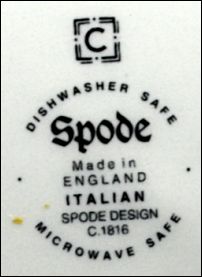 C
DISHWASHER SAFE
Spode
Made in
ENGLAND
ITALIAN
SPODE DESIGN
C.1816
MICROWAVE SAFE